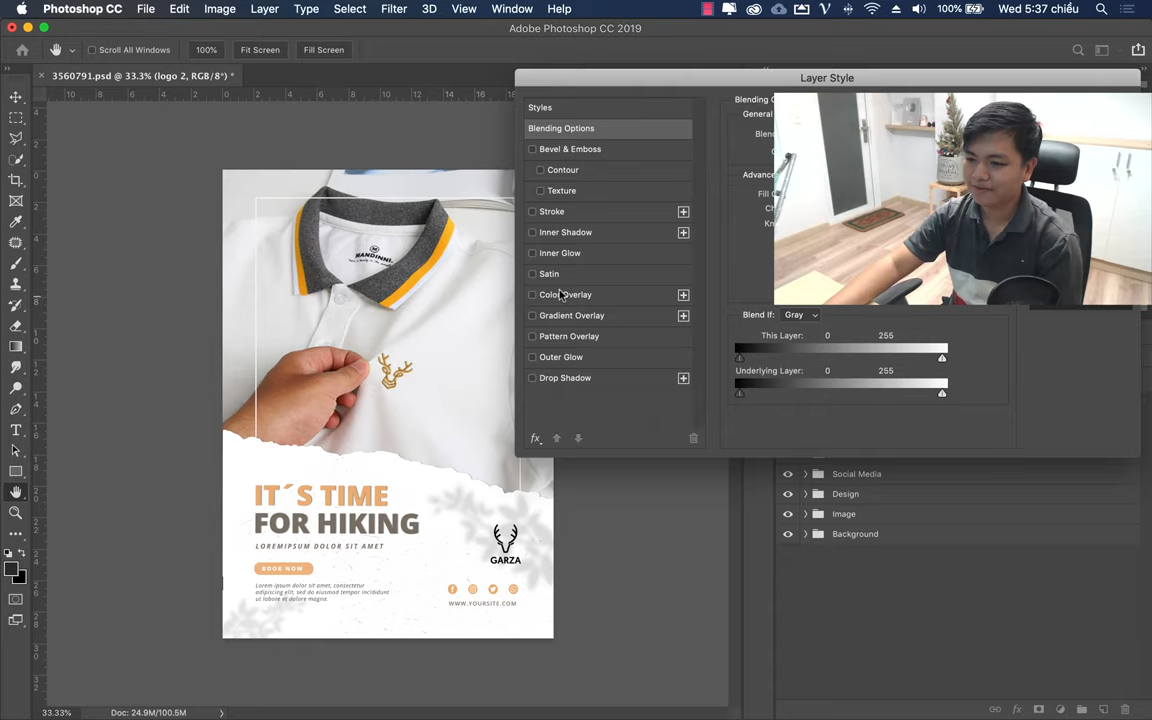 Photoshop CC File Edit Image Layer Type Select Filter 3D View Window Help 100% Wed 5:37 chiều
Adobe Photoshop CC 2019
Scroll All Windows 100% Fit Screen Fill Screen
3560791.psd @ 33.3% (logo 2, RGB/8*) *
Layer Style
Styles
Blending Options
Bevel & Emboss
Contour
Texture
Stroke
Inner Shadow
Inner Glow
Satin
Color Overlay
Gradient Overlay
Pattern Overlay
Outer Glow
Drop Shadow
fx
General
Advance
Blend If: Gray
This Layer: 0 255
Underlying Layer: 0 255
MANDINNI
IT´S TIME
FOR HIKING
LOREMIPSUM DOLOR SIT AMET
BOOK NOW
Lorem ipsum dolor sit amet, consectetur
adipiscing elit, sed do eiusmod tempor incididunt
ut labore et dolore magna.
GARZA
WWW.YOURSITE.COM
Social Media
Design
Image
Background
33.33% Doc: 24.9M/100.5M
fx